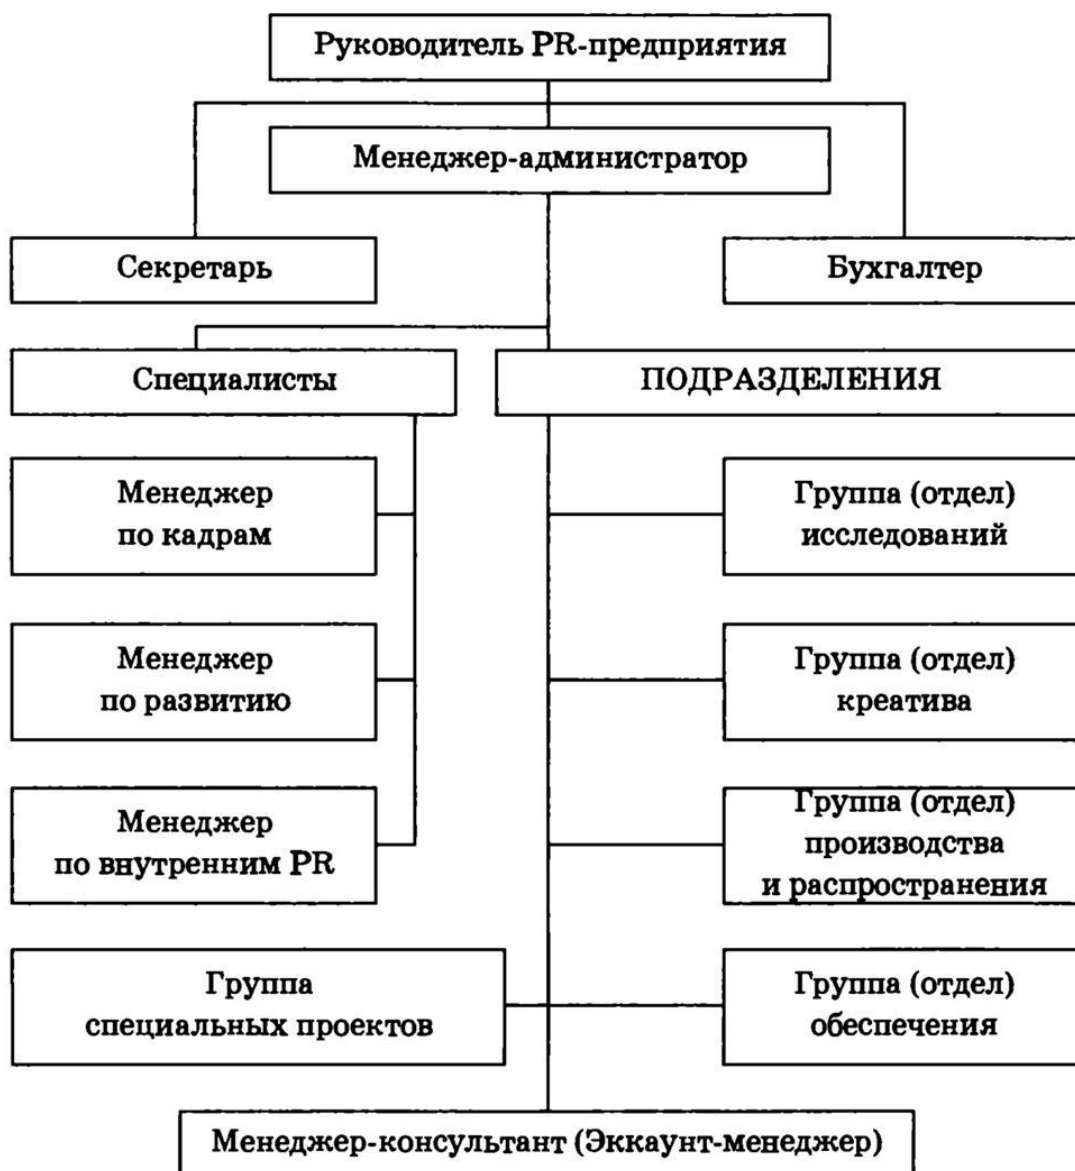 Руководитель PR-предприятия
Менеджер-администратор
Секретарь
Бухгалтер
Специалисты
ПОДРАЗДЕЛЕНИЯ
Менеджер
по кадрам
Группа (отдел)
исследований
Менеджер
по развитию
Группа (отдел)
креатива
Менеджер
по внутренним PR
Группа (отдел)
производства
и распространения
Группа
специальных проектов
Группа (отдел)
обеспечения
Менеджер-консультант (Эккаунт-менеджер)